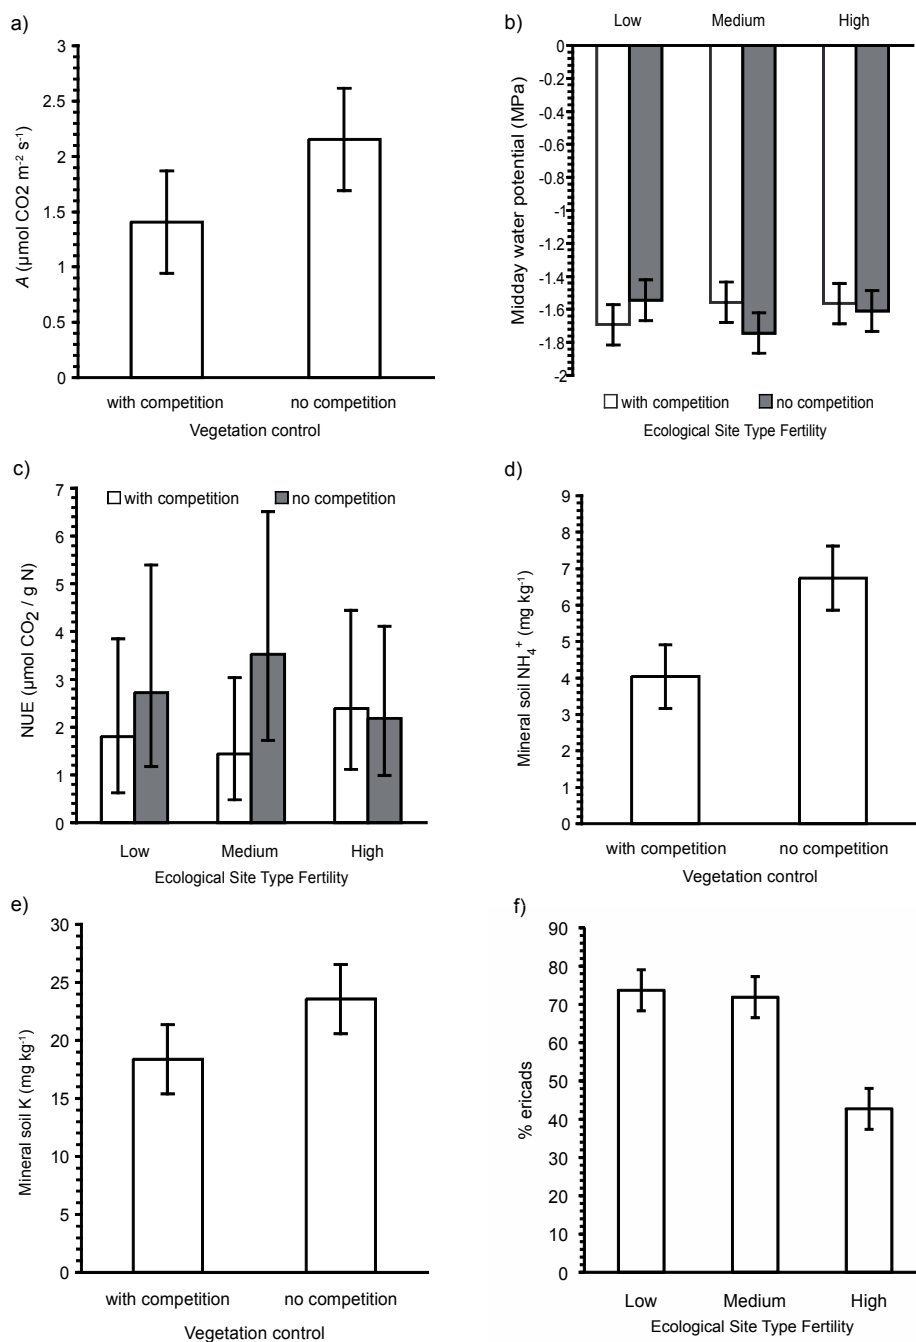 a)
3
2.5
2
1.5
1
0.5
0
A (μmol CO2 m-2 s-1)
with competition no competition
Vegetation control
b)
Low Medium High
0
-0.2
-0.4
-0.6
-0.8
-1
-1.2
-1.4
-1.6
-1.8
-2
Midday water potential (MPa)
with competition no competition
Ecological Site Type Fertility
c)
7
6
5
4
3
2
1
0
NUE (μmol CO2 / g N)
with competition no competition
Low Medium High
Ecological Site Type Fertility
d)
9
8
7
6
5
4
3
2
1
0
Mineral soil NH4+ (mg kg-1)
with competition no competition
Vegetation control
e)
30
25
20
15
10
5
0
Mineral soil K (mg kg-1)
with competition no competition
Vegetation control
f)
90
80
70
60
50
40
30
20
10
0
% ericads
Low Medium High
Ecological Site Type Fertility